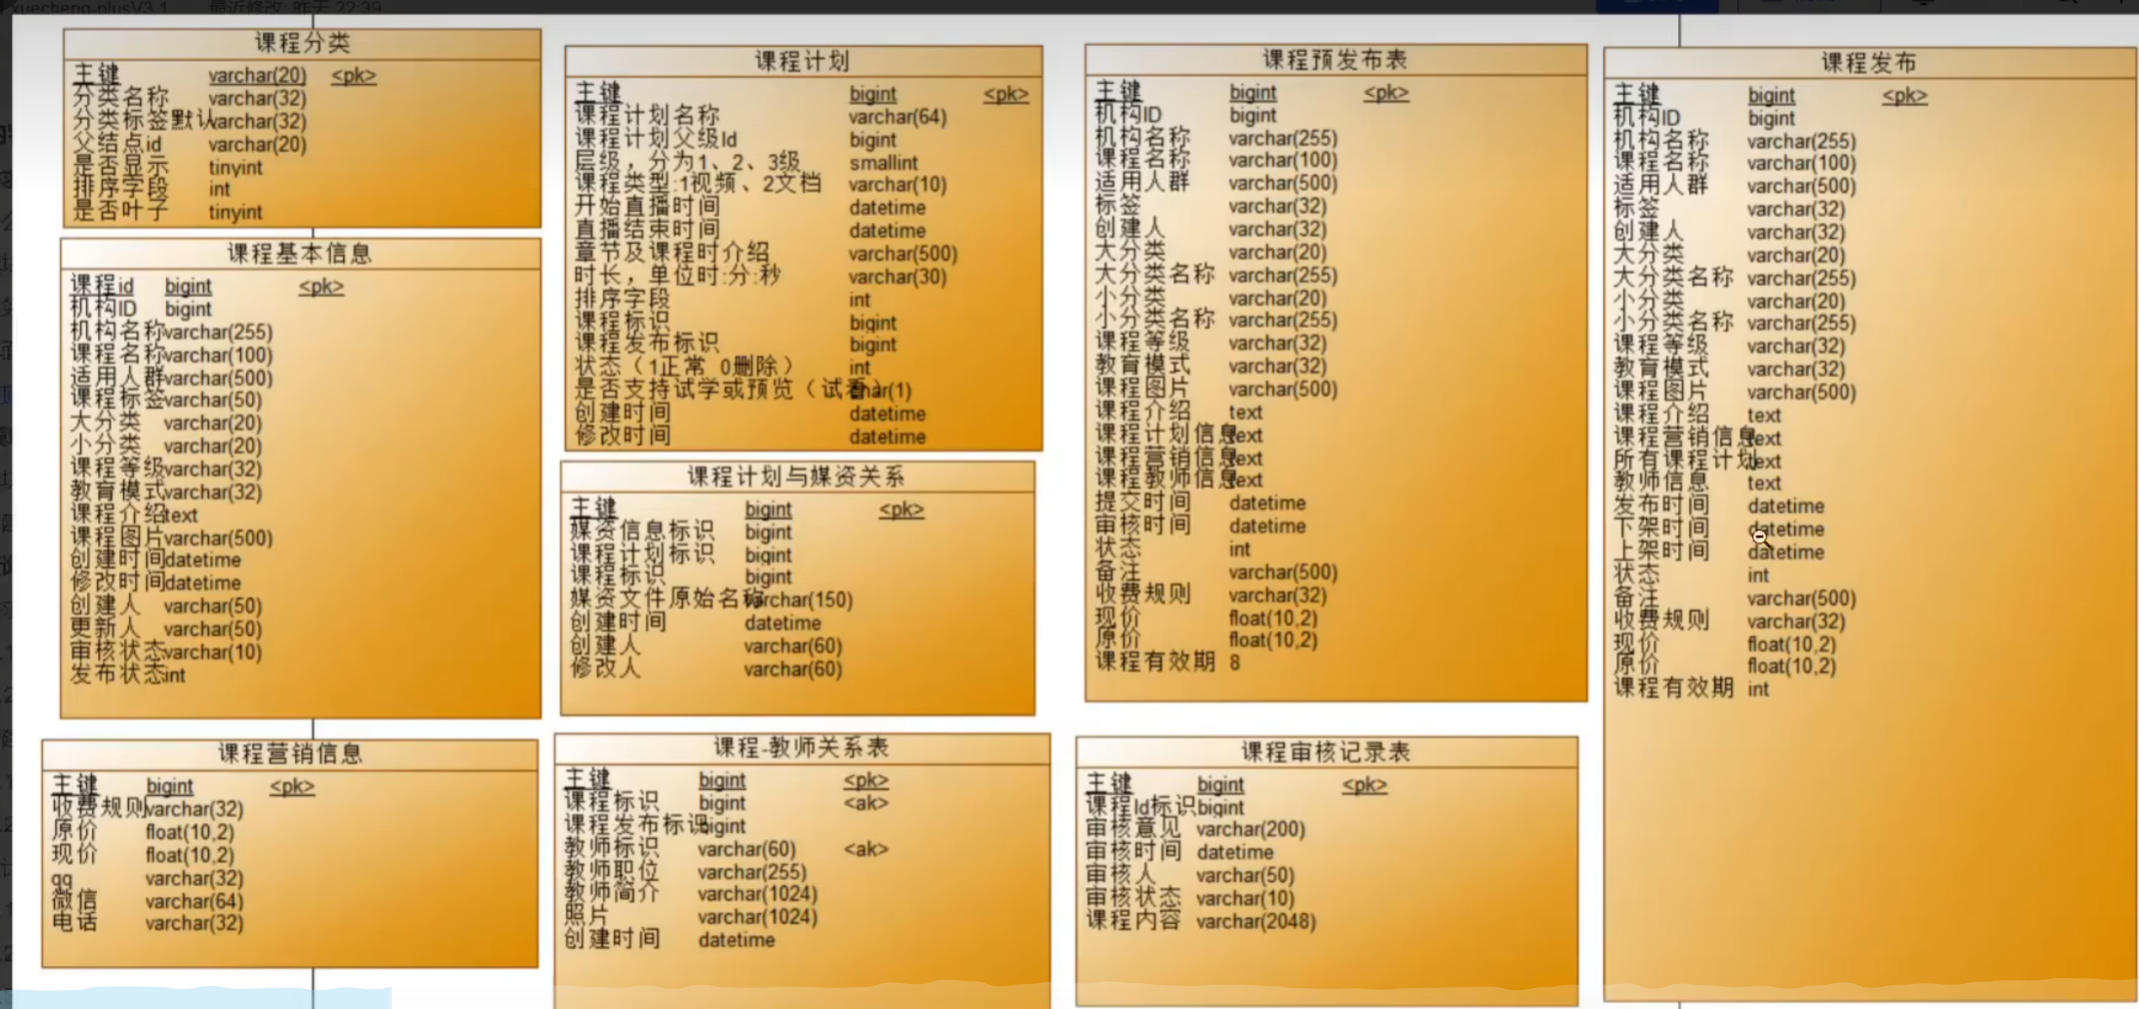 xuecheng-plusV3.1 最近修改: 昨天 22:39
课程分类
主键 varchar(20) <pk>
分类名称 varchar(32)
分类标签默认 varchar(32)
父结点id varchar(20)
是否显示 tinyint
排序字段 int
是否叶子 tinyint
课程基本信息
课程id bigint <pk>
机构ID bigint
机构名称 varchar(255)
课程名称 varchar(100)
适用人群 varchar(500)
课程标签 varchar(50)
大分类 varchar(20)
小分类 varchar(20)
课程等级 varchar(32)
教育模式 varchar(32)
课程介绍 text
课程图片 varchar(500)
创建时间 datetime
修改时间 datetime
创建人 varchar(50)
更新人 varchar(50)
审核状态 varchar(10)
发布状态 int
课程营销信息
主键 bigint <pk>
收费规则 varchar(32)
原价 float(10,2)
现价 float(10,2)
qq varchar(32)
微信 varchar(64)
电话 varchar(32)
课程计划
主键 bigint <pk>
课程计划名称 varchar(64)
课程计划父级Id bigint
层级，分为1、2、3级 smallint
课程类型:1视频、2文档 varchar(10)
开始直播时间 datetime
直播结束时间 datetime
章节及课程时介绍 varchar(500)
时长，单位时:分:秒 varchar(30)
排序字段 int
课程标识 bigint
课程发布标识 bigint
状态（1正常 0删除） int
是否支持试学或预览（试看） char(1)
创建时间 datetime
修改时间 datetime
课程计划与媒资关系
主键 bigint <pk>
媒资信息标识 bigint
课程计划标识 bigint
课程标识 bigint
媒资文件原始名称 varchar(150)
创建时间 datetime
创建人 varchar(60)
修改人 varchar(60)
课程-教师关系表
主键 bigint <pk>
课程标识 bigint <ak>
课程发布标识 bigint
教师标识 varchar(60) <ak>
教师职位 varchar(255)
教师简介 varchar(1024)
照片 varchar(1024)
创建时间 datetime
课程预发布表
主键 bigint <pk>
机构ID bigint
机构名称 varchar(255)
课程名称 varchar(100)
适用人群 varchar(500)
标签 varchar(32)
创建人 varchar(32)
大分类 varchar(20)
大分类名称 varchar(255)
小分类 varchar(20)
小分类名称 varchar(255)
课程等级 varchar(32)
教育模式 varchar(32)
课程图片 varchar(500)
课程介绍 text
课程计划信息 text
课程营销信息 text
课程教师信息 text
提交时间 datetime
审核时间 datetime
状态 int
备注 varchar(500)
收费规则 varchar(32)
现价 float(10,2)
原价 float(10,2)
课程有效期 8
课程审核记录表
主键 bigint <pk>
课程Id标识 bigint
审核意见 varchar(200)
审核时间 datetime
审核人 varchar(50)
审核状态 varchar(10)
课程内容 varchar(2048)
课程发布
主键 bigint <pk>
机构ID bigint
机构名称 varchar(255)
课程名称 varchar(100)
适用人群 varchar(500)
标签 varchar(32)
创建人 varchar(32)
大分类 varchar(20)
大分类名称 varchar(255)
小分类 varchar(20)
小分类名称 varchar(255)
课程等级 varchar(32)
教育模式 varchar(32)
课程图片 varchar(500)
课程介绍 text
课程营销信息 text
所有课程计划 text
教师信息 text
发布时间 datetime
下架时间 datetime
上架时间 datetime
状态 int
备注 varchar(500)
收费规则 varchar(32)
现价 float(10,2)
原价 float(10,2)
课程有效期 int